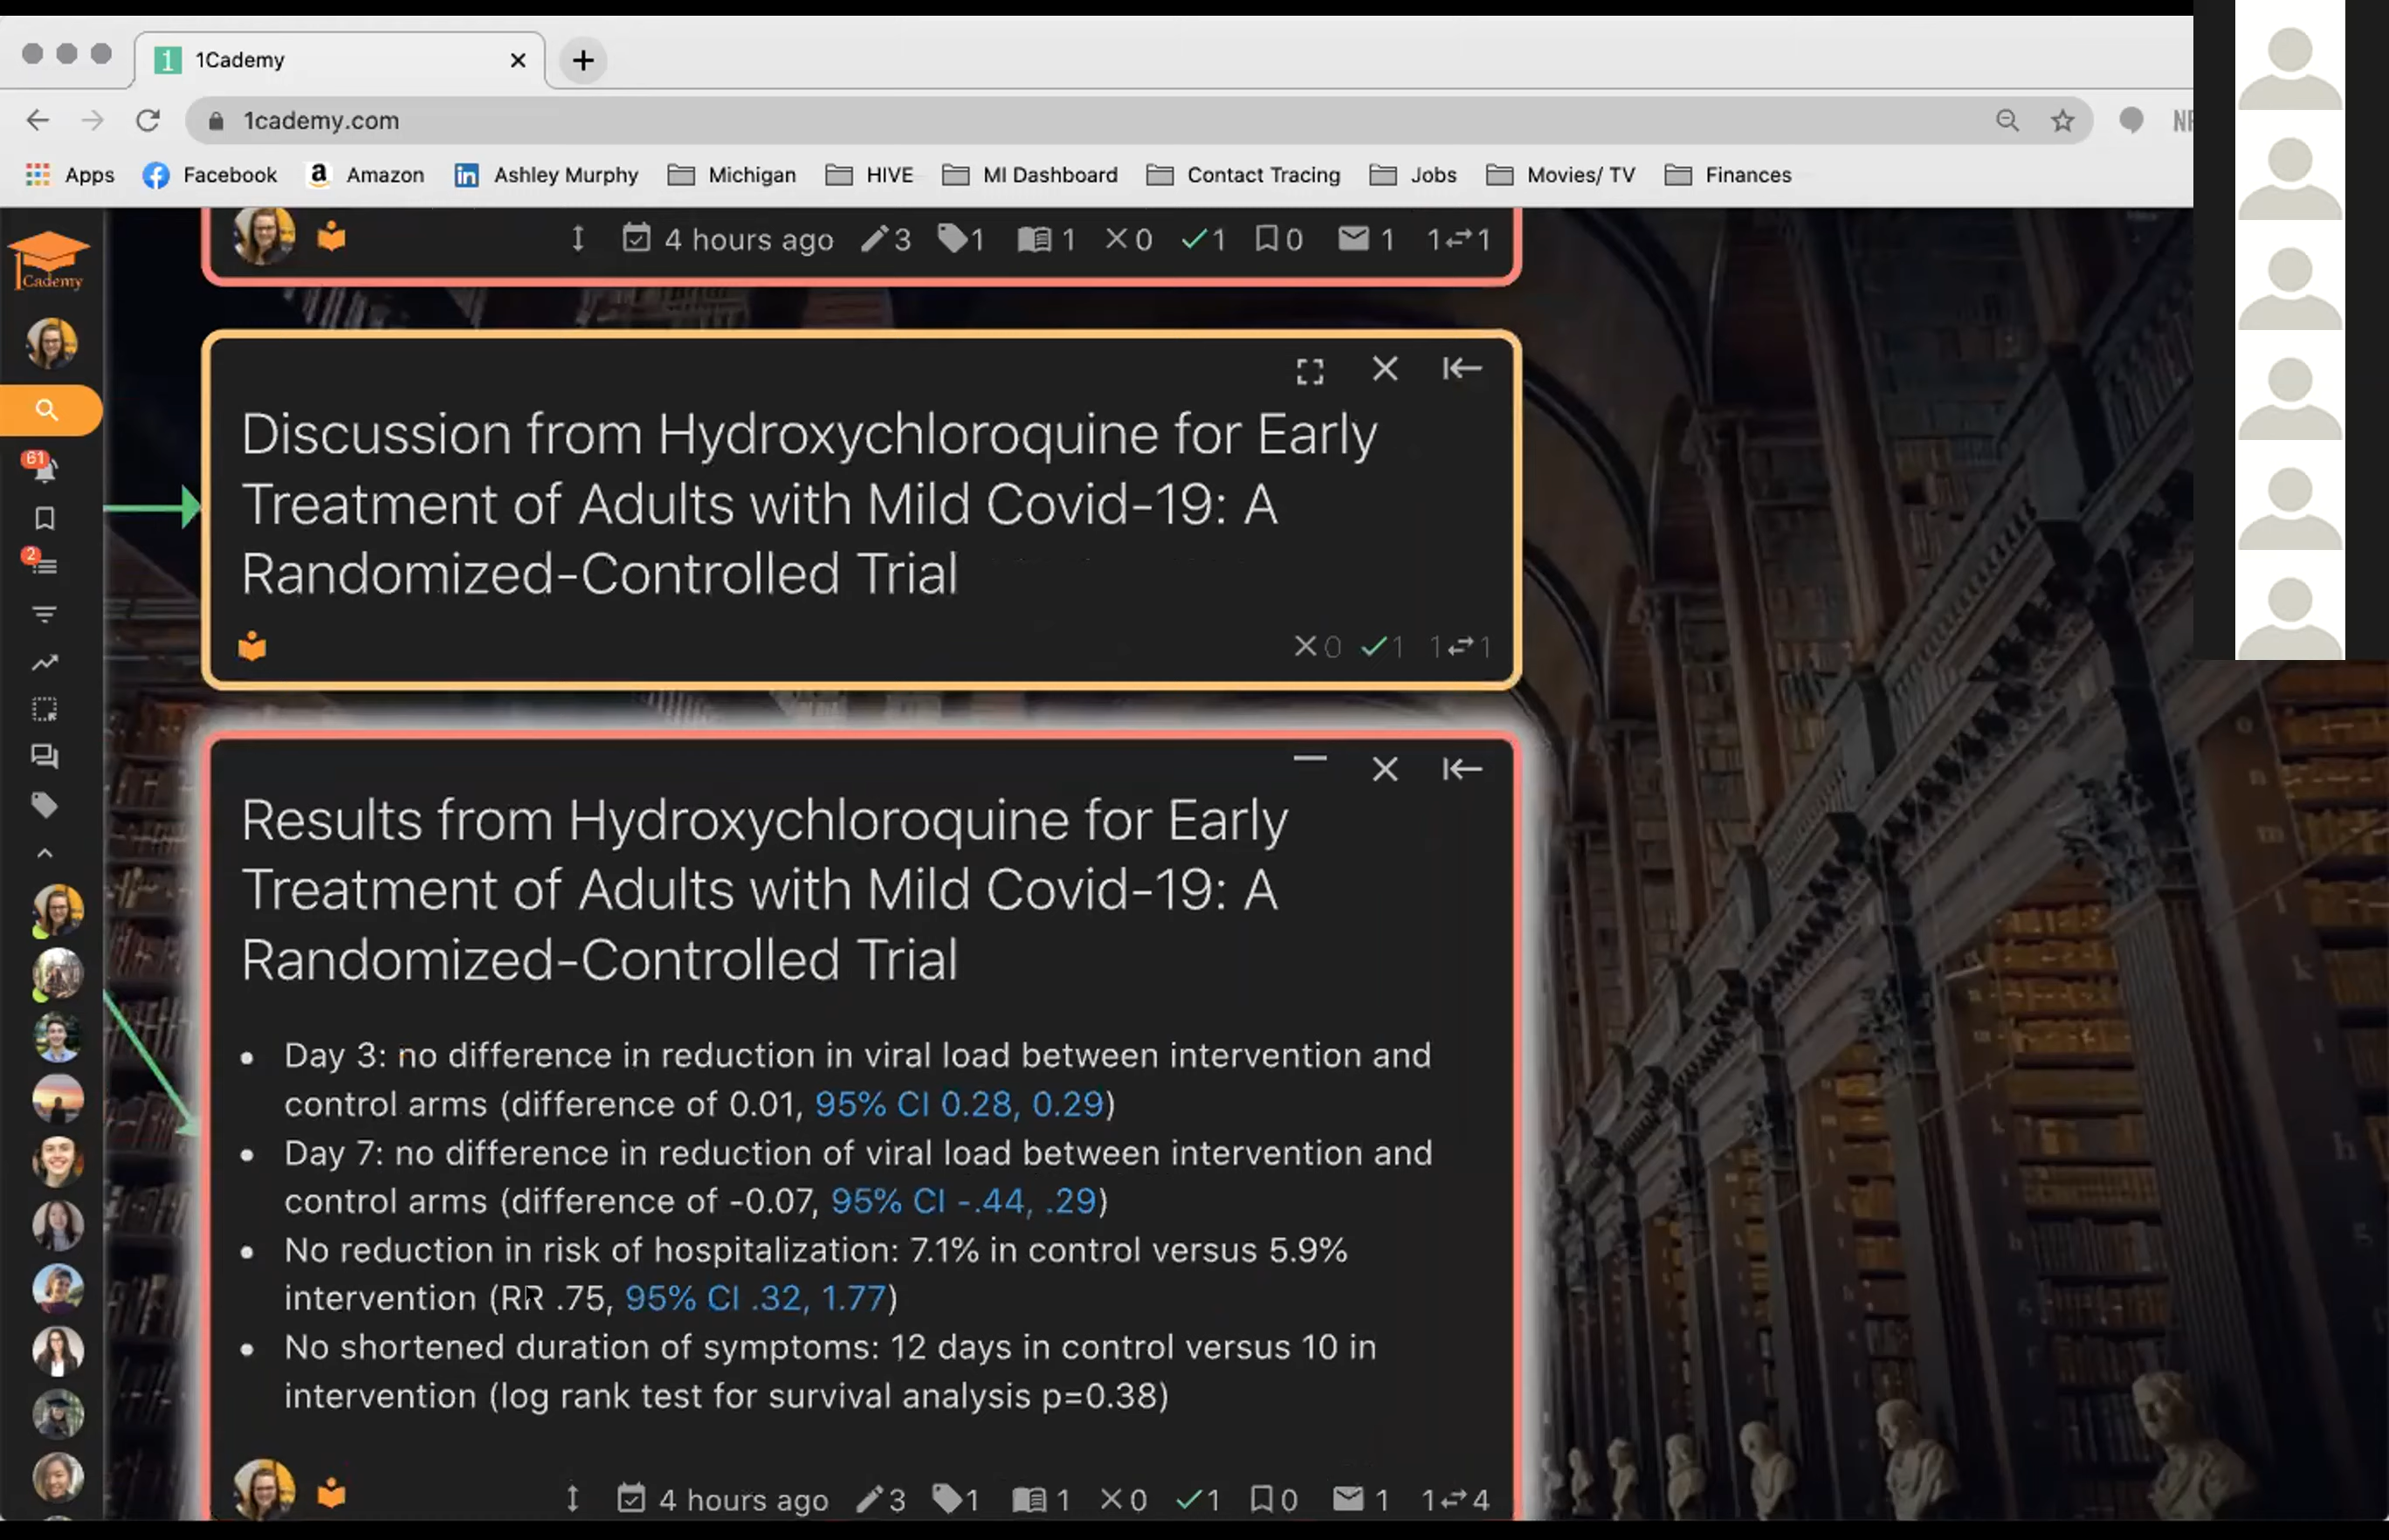 1Cademy
1cademy.com
Apps Facebook Amazon Ashley Murphy Michigan HIVE MI Dashboard Contact Tracing Jobs Movies/ TV Finances
1Cademy
4 hours ago 3 1 1 0 1 0 1 1 1
61
2
Discussion from Hydroxychloroquine for Early
Treatment of Adults with Mild Covid-19: A
Randomized-Controlled Trial
0 1 1 1
Results from Hydroxychloroquine for Early
Treatment of Adults with Mild Covid-19: A
Randomized-Controlled Trial
• Day 3: no difference in reduction in viral load between intervention and
control arms (difference of 0.01, 95% CI 0.28, 0.29)
• Day 7: no difference in reduction of viral load between intervention and
control arms (difference of -0.07, 95% CI -.44, .29)
• No reduction in risk of hospitalization: 7.1% in control versus 5.9%
intervention (RR .75, 95% CI .32, 1.77)
• No shortened duration of symptoms: 12 days in control versus 10 in
intervention (log rank test for survival analysis p=0.38)
4 hours ago 3 1 1 0 1 0 1 1 4